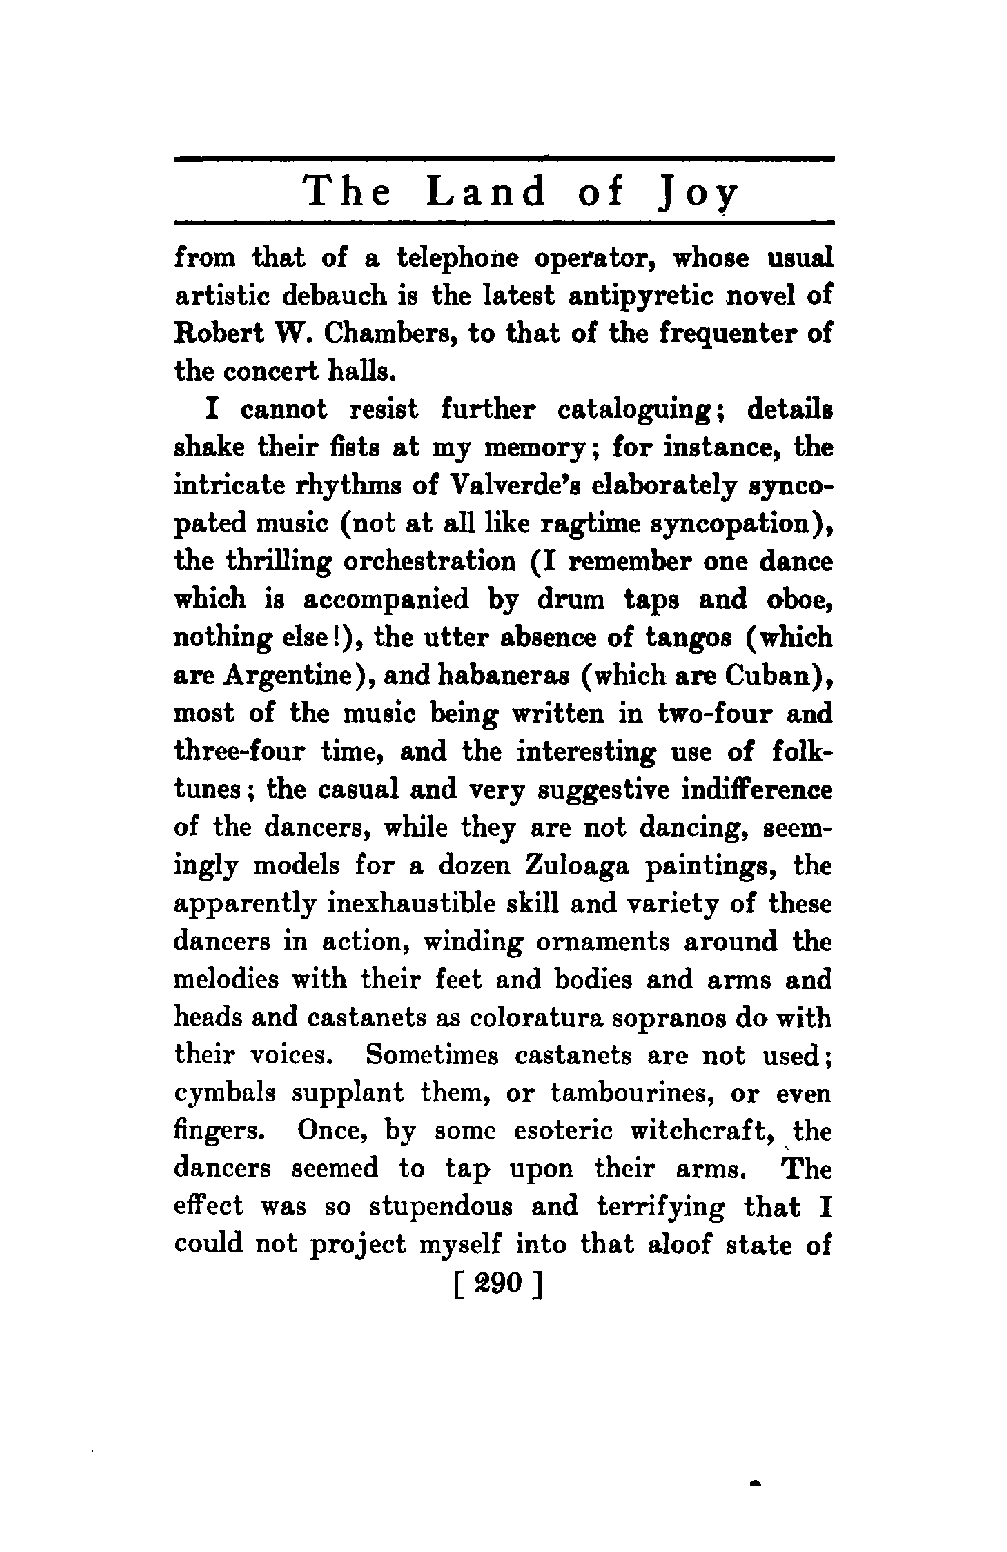 The Land of Joy
from that of a telephone operator, whose usual
artistic debauch is the latest antipyretic novel of
Robert W. Chambers, to that of the frequenter of
the concert halls.
I cannot resist further cataloguing; details
shake their fists at my memory; for instance, the
intricate rhythms of Valverde's elaborately synco-
pated music (not at all like ragtime syncopation),
the thrilling orchestration (I remember one dance
which is accompanied by drum taps and oboe,
nothing else!), the utter absence of tangos (which
are Argentine), and habaneras (which are Cuban),
most of the music being written in two-four and
three-four time, and the interesting use of folk-
tunes; the casual and very suggestive indifference
of the dancers, while they are not dancing, seem-
ingly models for a dozen Zuloaga paintings, the
apparently inexhaustible skill and variety of these
dancers in action, winding ornaments around the
melodies with their feet and bodies and arms and
heads and castanets as coloratura sopranos do with
their voices. Sometimes castanets are not used;
cymbals supplant them, or tambourines, or even
fingers. Once, by some esoteric witchcraft, the
dancers seemed to tap upon their arms. The
effect was so stupendous and terrifying that I
could not project myself into that aloof state of
[ 290 ]